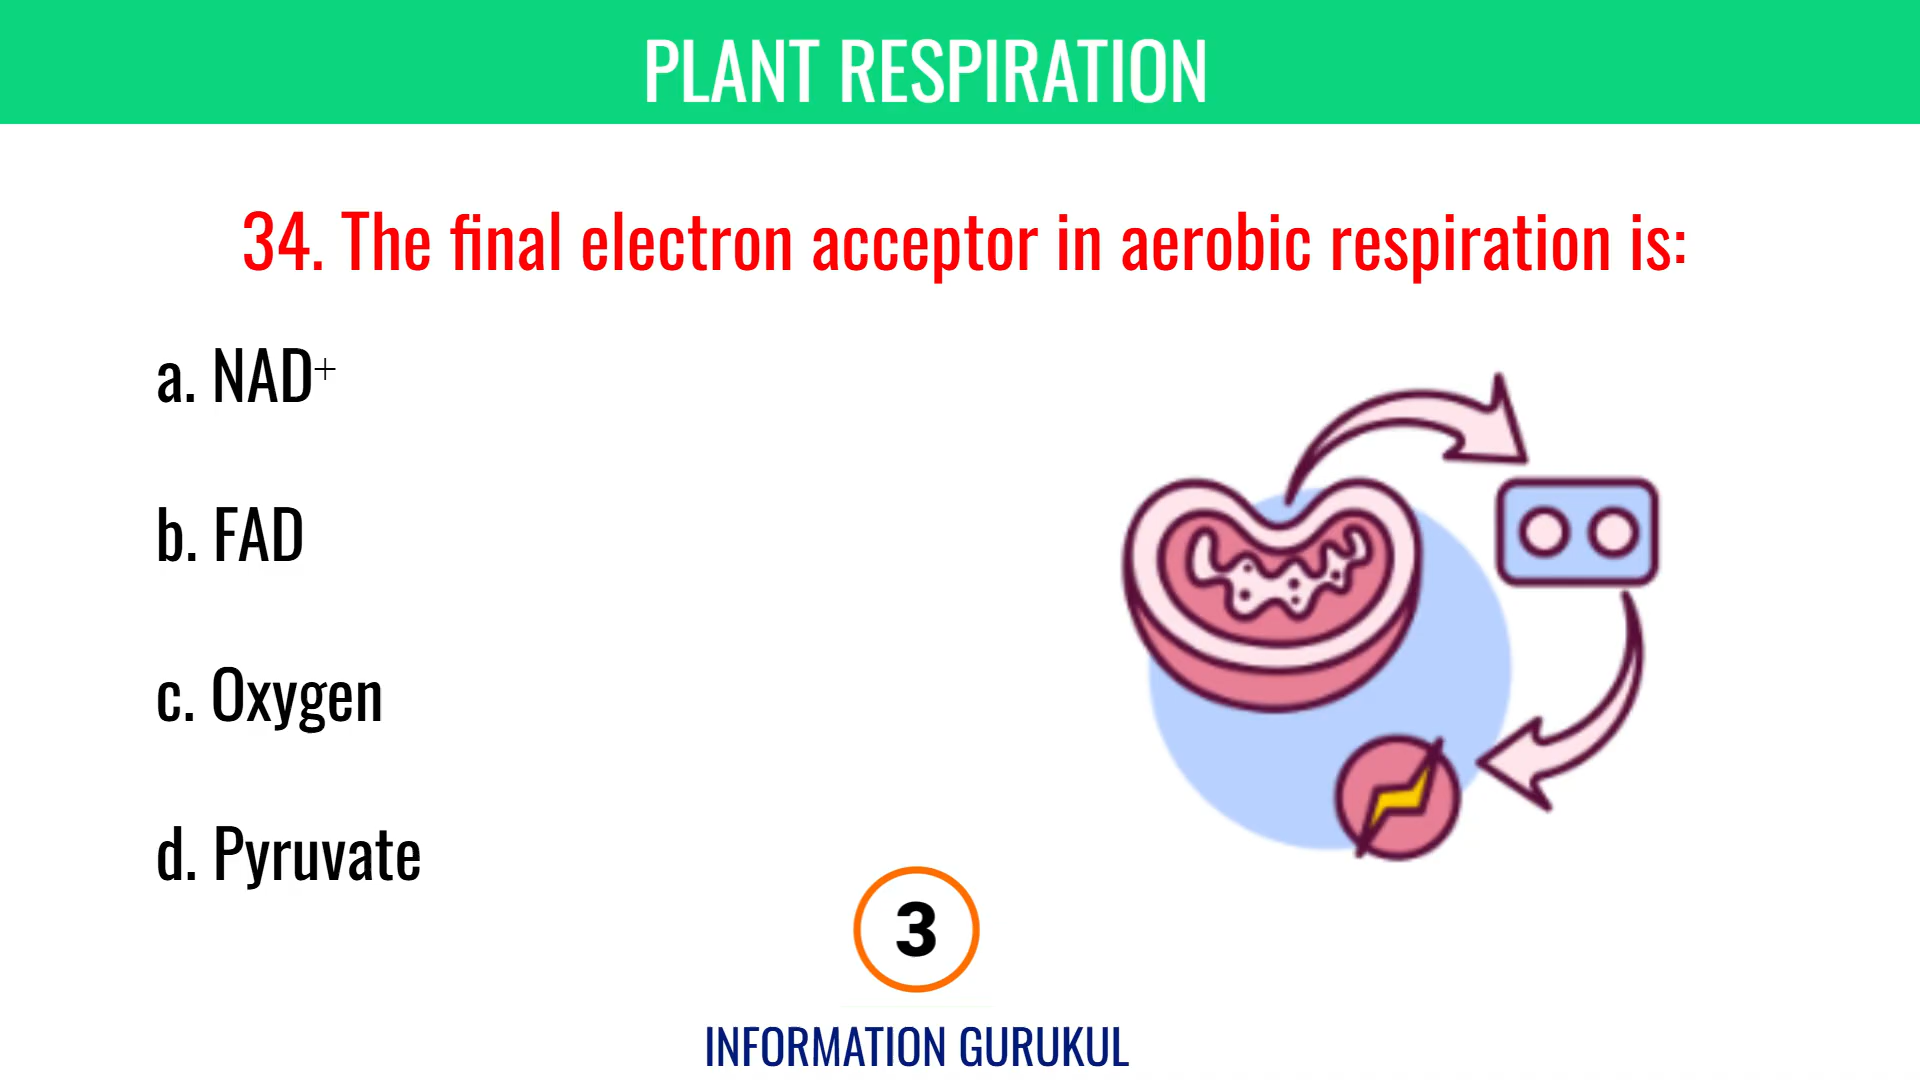 PLANT RESPIRATION
34. The final electron acceptor in aerobic respiration is:
a. NAD⁺
b. FAD
c. Oxygen
d. Pyruvate
3
INFORMATION GURUKUL